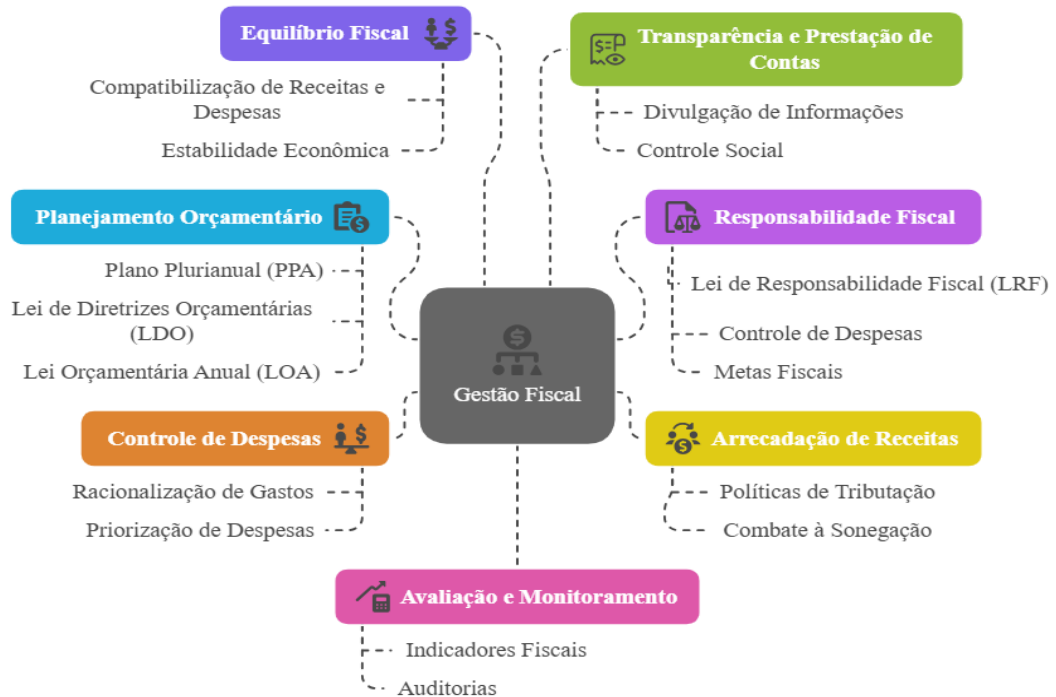 Equilíbrio Fiscal
Compatibilização de Receitas e
Despesas
Estabilidade Econômica
Transparência e Prestação de
Contas
Divulgação de Informações
Controle Social
Planejamento Orçamentário
Plano Plurianual (PPA)
Lei de Diretrizes Orçamentárias
(LDO)
Lei Orçamentária Anual (LOA)
Responsabilidade Fiscal
Lei de Responsabilidade Fiscal (LRF)
Controle de Despesas
Metas Fiscais
Gestão Fiscal
Controle de Despesas
Racionalização de Gastos
Priorização de Despesas
Arrecadação de Receitas
Políticas de Tributação
Combate à Sonegação
Avaliação e Monitoramento
Indicadores Fiscais
Auditorias